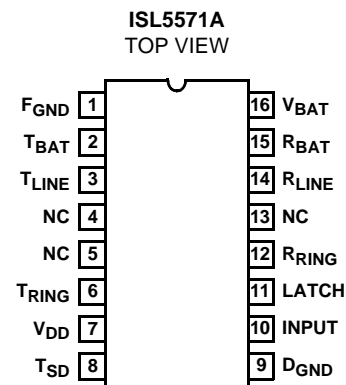 ISL5571A
TOP VIEW
FGND 1 16 VBAT
TBAT 2 15 RBAT
TLINE 3 14 RLINE
NC 4 13 NC
NC 5 12 RRING
TRING 6 11 LATCH
VDD 7 10 INPUT
TSD 8 9 DGND